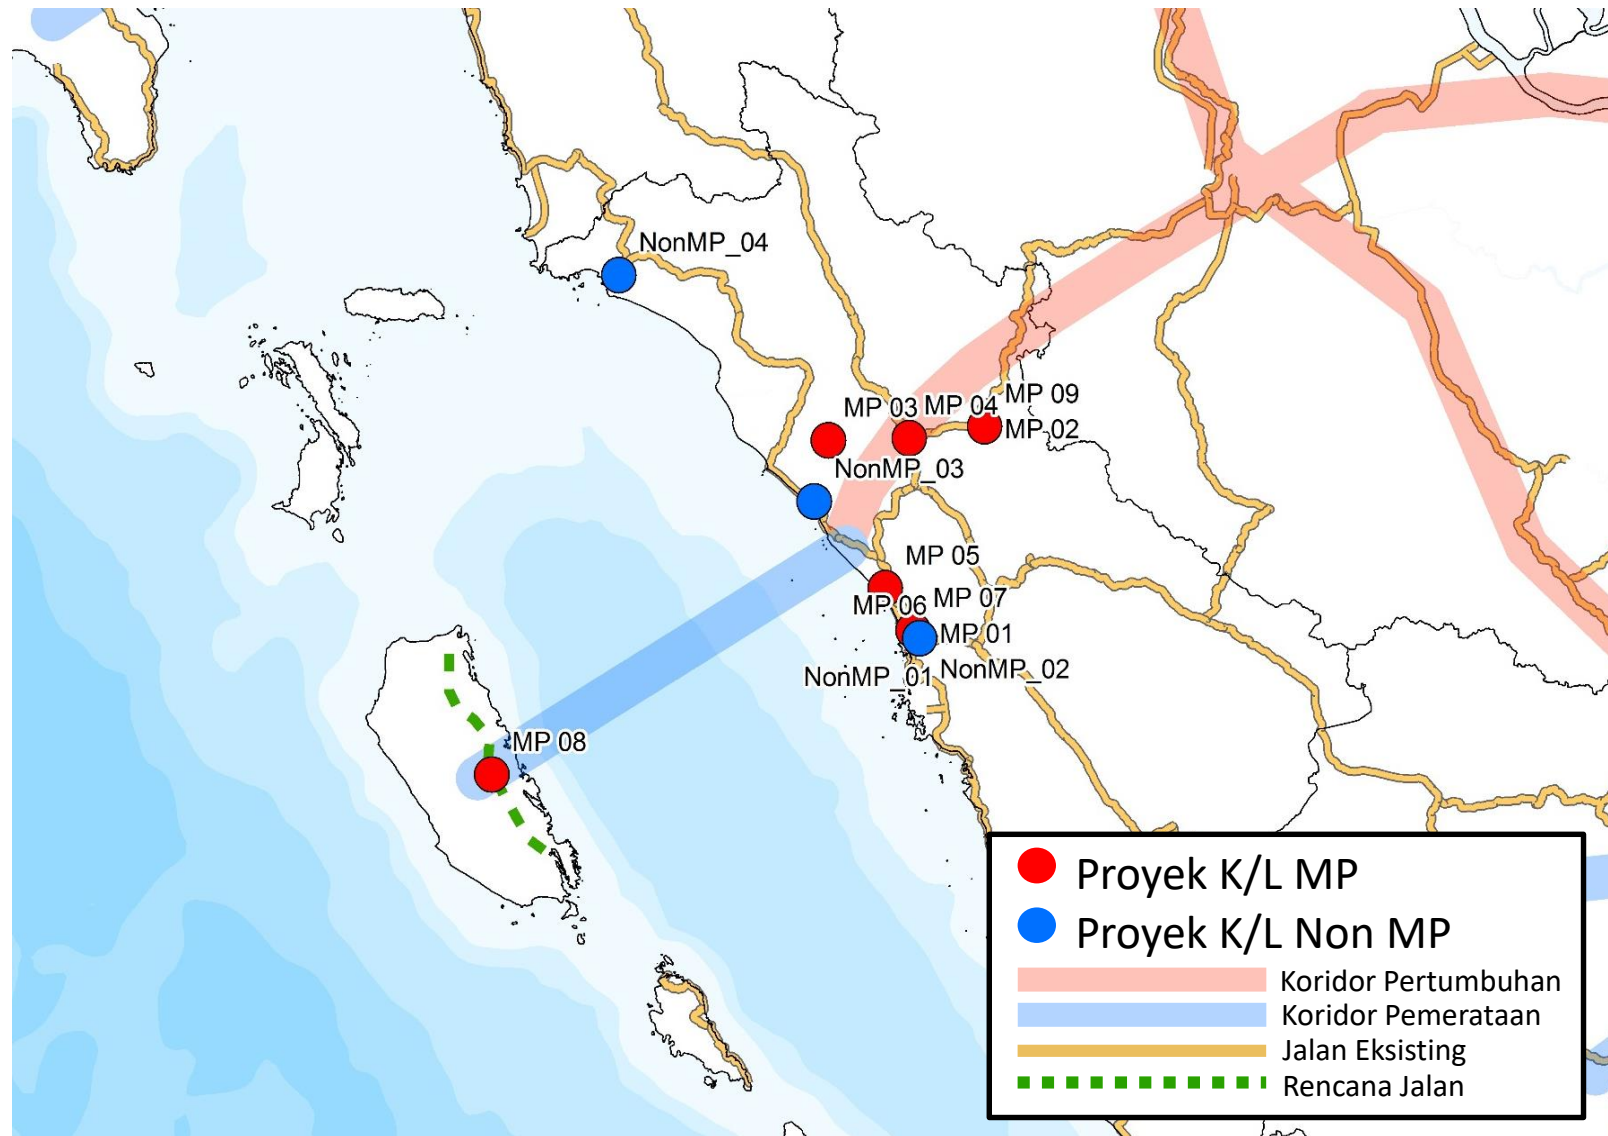 NonMP_04
MP 09
MP 03
MP 04
MP 02
NonMP_03
MP 05
MP 06
MP 07
MP 01
NonMP_01
NonMP_02
MP 08
Proyek K/L MP
Proyek K/L Non MP
Koridor Pertumbuhan
Koridor Pemerataan
Jalan Eksisting
Rencana Jalan